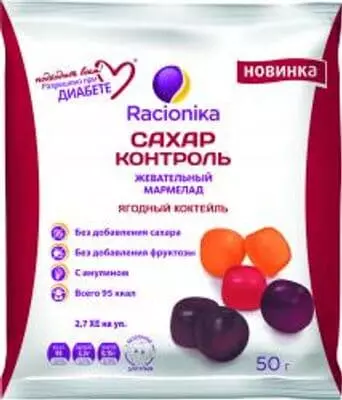 подходит всем!
Разрешено при
ДИАБЕТЕ
НОВИНКА
Racionika
САХАР
КОНТРОЛЬ
ЖЕВАТЕЛЬНЫЙ
МАРМЕЛАД
ЯГОДНЫЙ КОКТЕЙЛЬ
Без добавления сахара
Без добавления фруктозы
С инулином
Всего 95 ккал
2,7 ХЕ на уп.
50 г